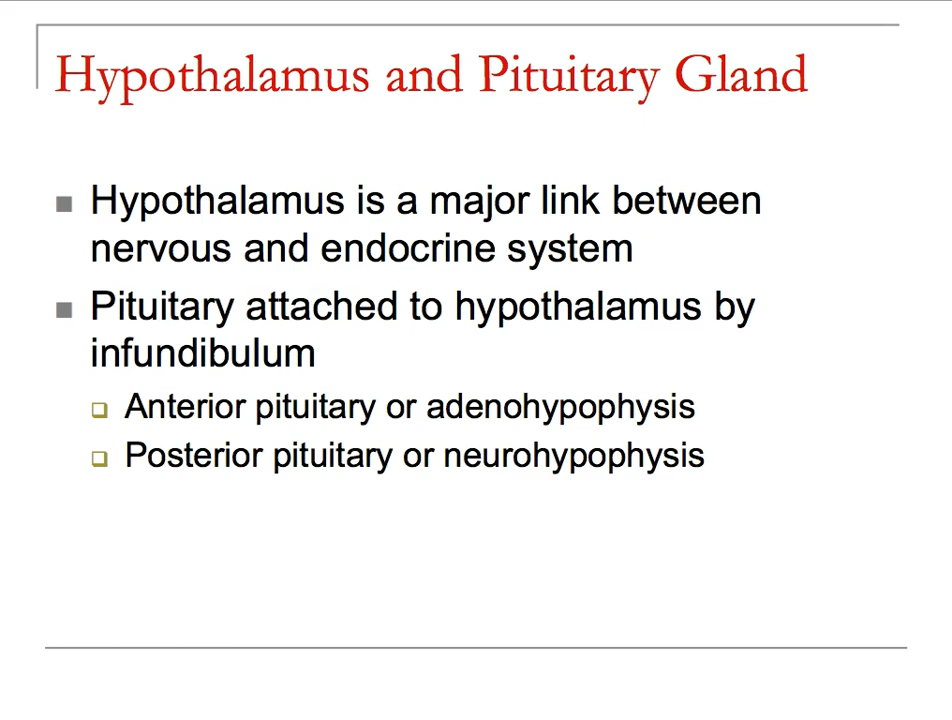 Hypothalamus and Pituitary Gland
Hypothalamus is a major link between
nervous and endocrine system
Pituitary attached to hypothalamus by
infundibulum
Anterior pituitary or adenohypophysis
Posterior pituitary or neurohypophysis